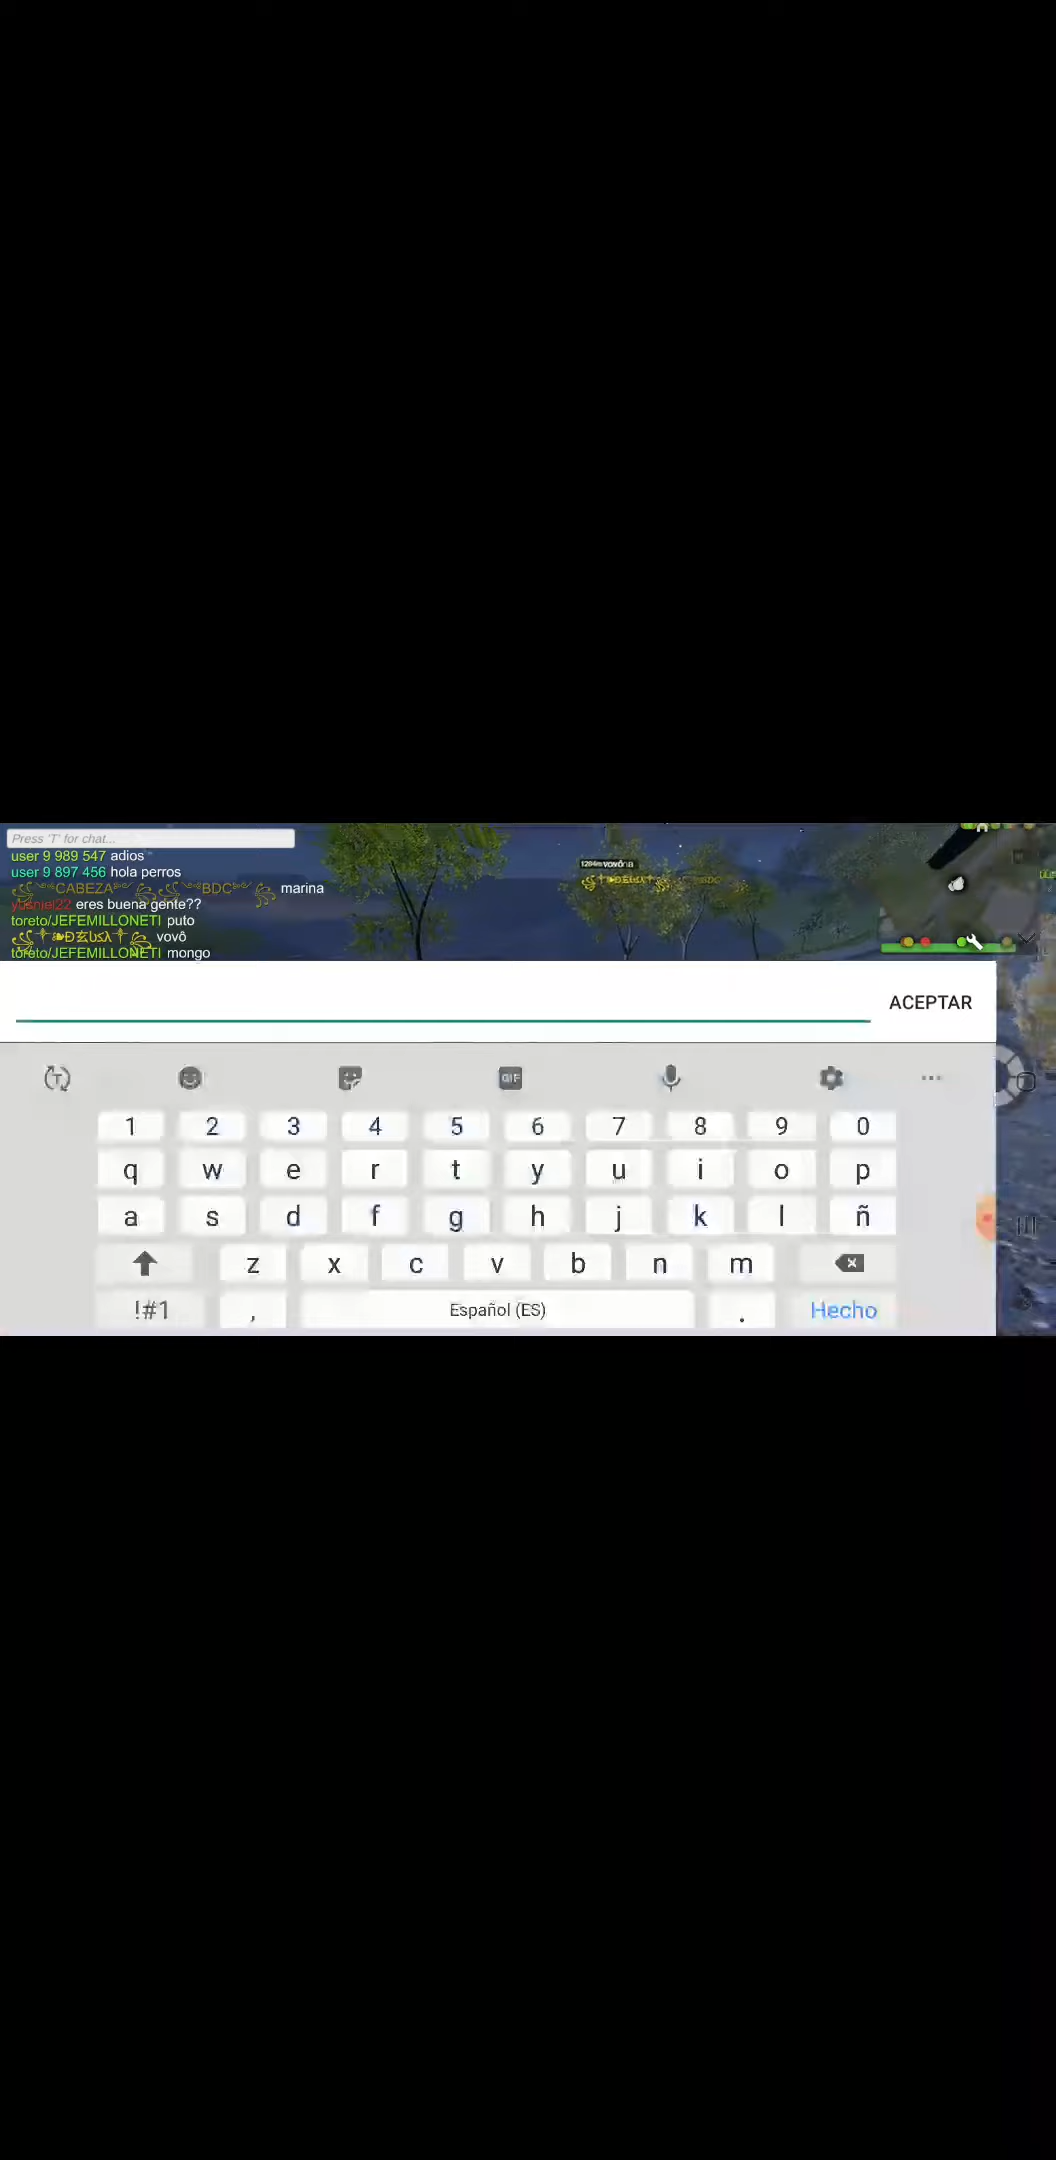 Press 'T' for chat...
user 9 989 547 adios
user 9 897 456 hola perros
CABEZA BDC marina
yusniel22 eres buena gente??
toreto/JEFEMILLONETI puto
vovô
toreto/JEFEMILLONETI mongo
ACEPTAR
GIF
1 2 3 4 5 6 7 8 9 0
q w e r t y u i o p
a s d f g h j k l ñ
z x c v b n m
!#1 , Español (ES) . Hecho